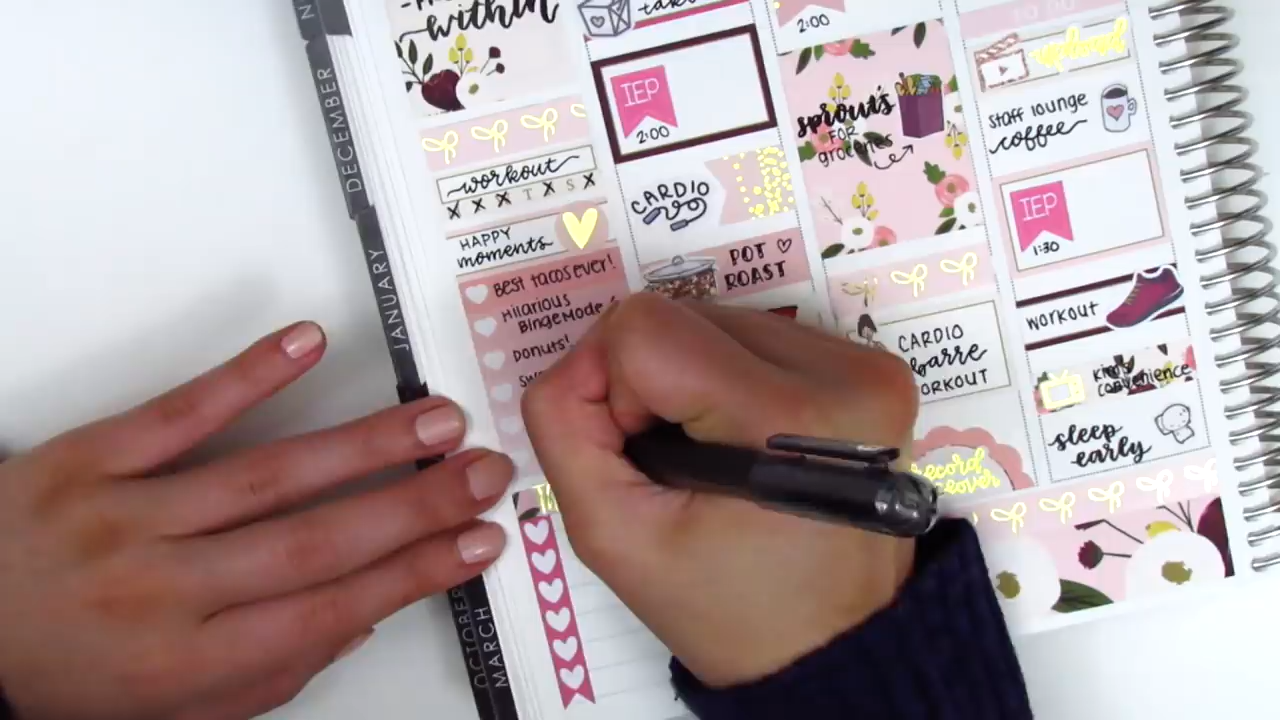 within
workout
X X X T X S X
HAPPY
moments
Best tacos ever!
Hilarious
BingeMode
Donuts!
IEP
2:00
CARDIO
POT
ROAST
2:00
sprouts
FOR
groceries
CARDIO
barre
WORKOUT
record
upload
staff lounge
coffee
IEP
1:30
workout
convenience
sleep
early
N
DECEMBER
JANUARY
OCTOBER
MARCH